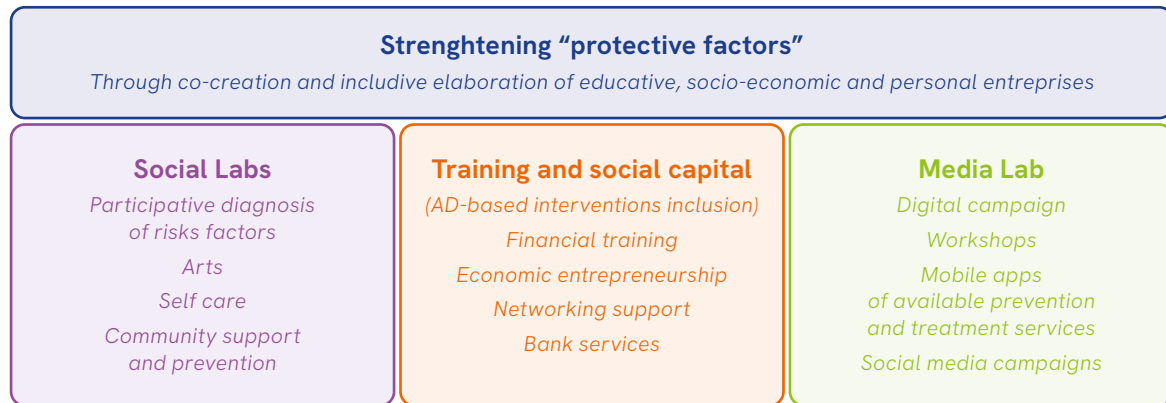 Strenghtening “protective factors”
Through co-creation and includive elaboration of educative, socio-economic and personal entreprises
Social Labs
Participative diagnosis
of risks factors
Arts
Self care
Community support
and prevention
Training and social capital
(AD-based interventions inclusion)
Financial training
Economic entrepreneurship
Networking support
Bank services
Media Lab
Digital campaign
Workshops
Mobile apps
of available prevention
and treatment services
Social media campaigns